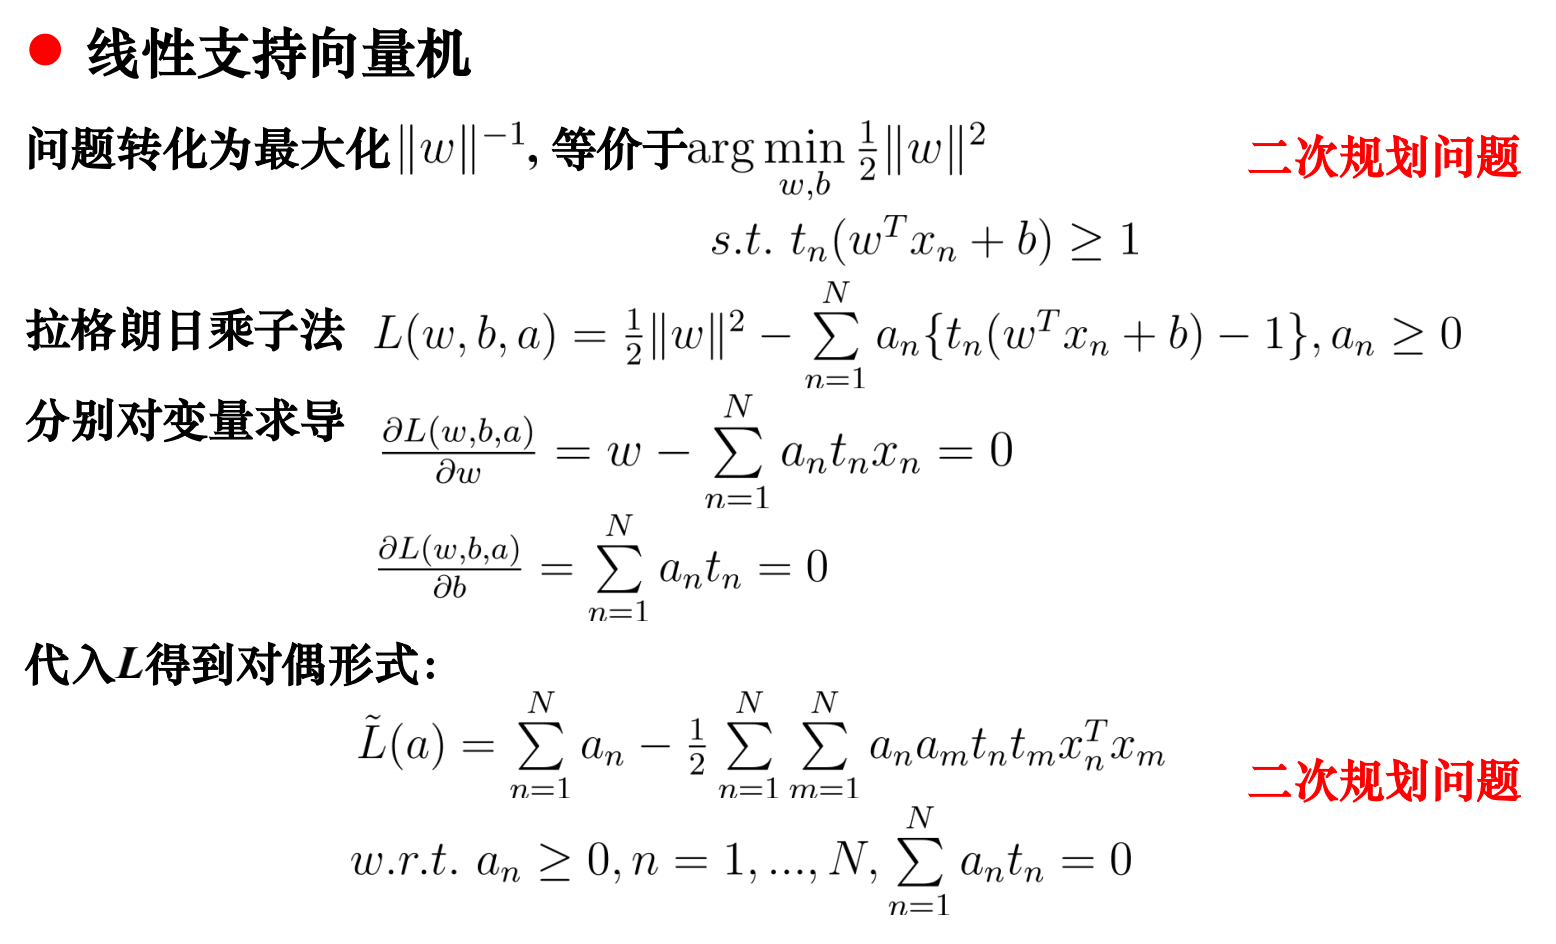 ● 线性支持向量机
问题转化为最大化$\|w\|^{-1}$, 等价于$\arg\min_{w,b} \frac{1}{2}\|w\|^2$ 二次规划问题
$s.t.\ t_n(w^T x_n + b) \geq 1$
拉格朗日乘子法 $L(w, b, a) = \frac{1}{2}\|w\|^2 - \sum_{n=1}^{N} a_n\{t_n(w^T x_n + b) - 1\}, a_n \geq 0$
分别对变量求导 $\frac{\partial L(w,b,a)}{\partial w} = w - \sum_{n=1}^{N} a_n t_n x_n = 0$
$\frac{\partial L(w,b,a)}{\partial b} = \sum_{n=1}^{N} a_n t_n = 0$
代入L得到对偶形式：
$\tilde{L}(a) = \sum_{n=1}^{N} a_n - \frac{1}{2} \sum_{n=1}^{N} \sum_{m=1}^{N} a_n a_m t_n t_m x_n^T x_m$ 二次规划问题
$w.r.t.\ a_n \geq 0, n = 1, ..., N, \sum_{n=1}^{N} a_n t_n = 0$